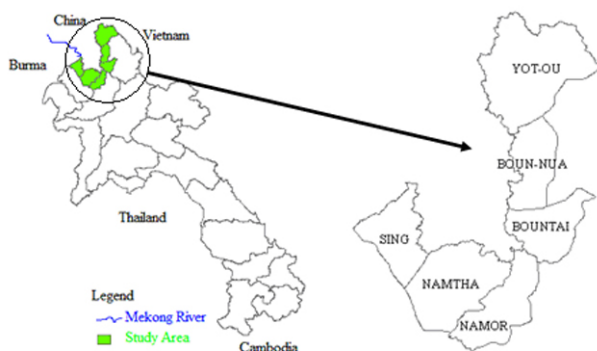 China
Vietnam
Burma
Thailand
Legend
Mekong River
Study Area
Cambodia
YOT-OU
BOUN-NUA
BOUNTAI
SING
NAMTHA
NAMOR